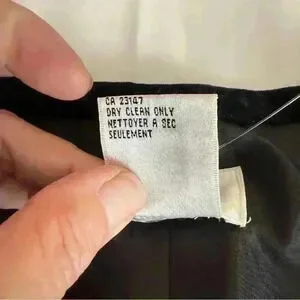 CA 23147
DRY CLEAN ONLY
NETTOYER A SEC
SEULEMENT